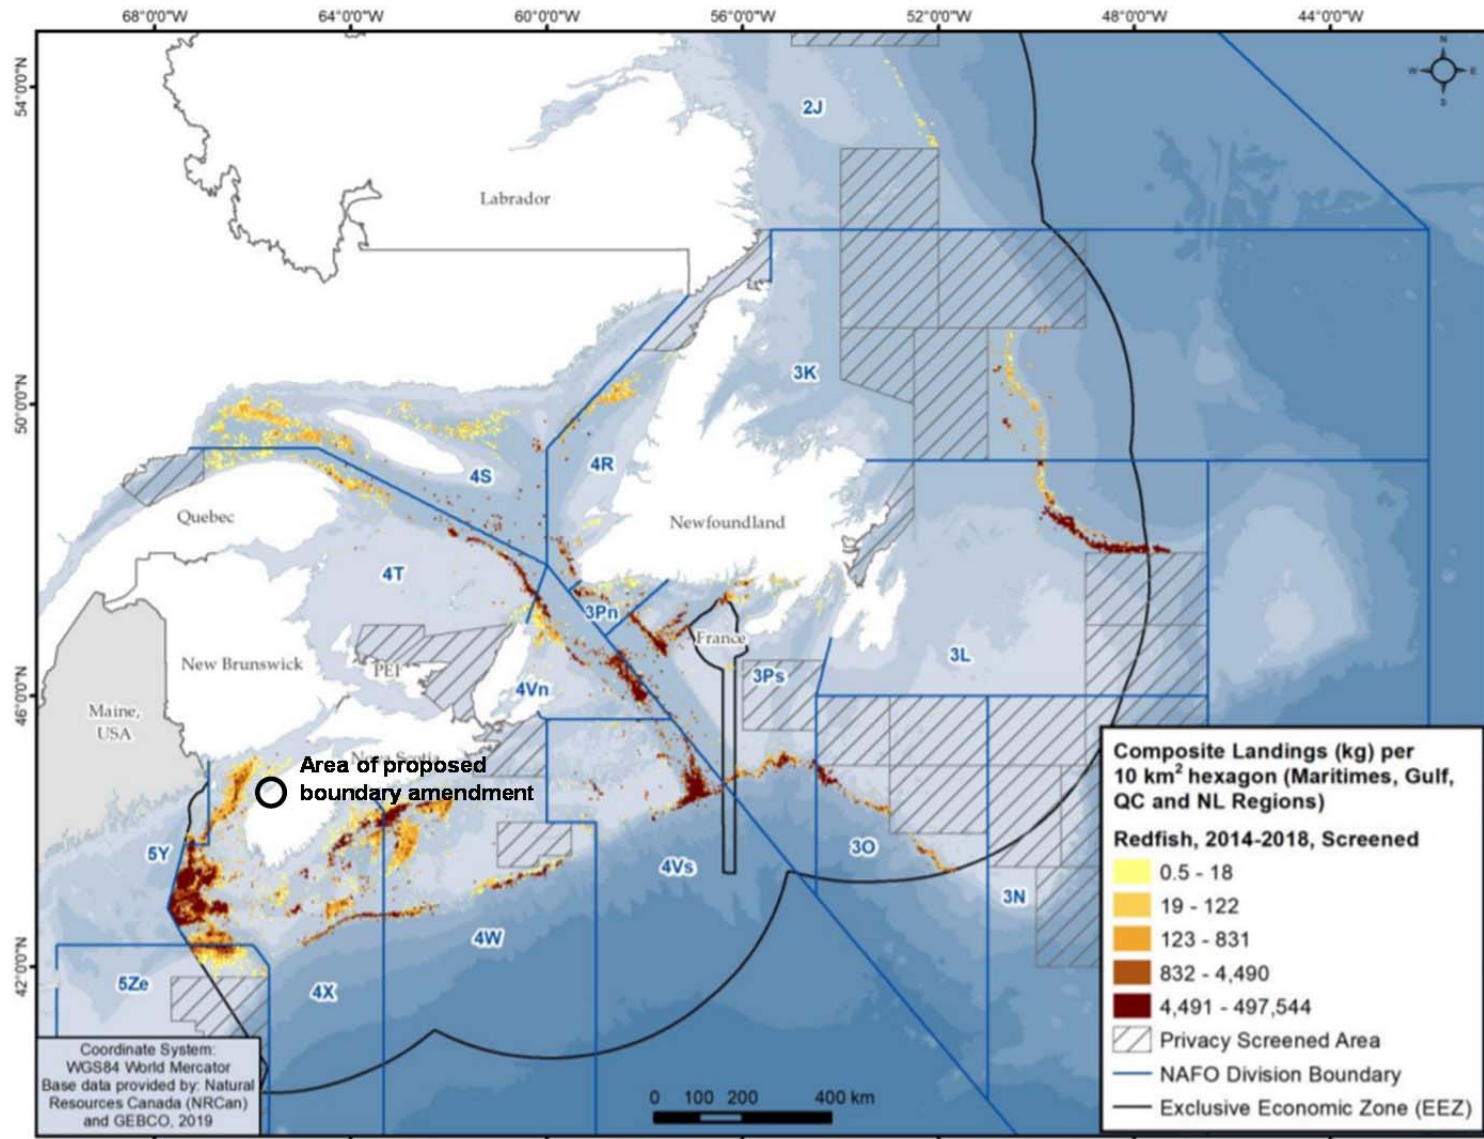 68°0'0"W 64°0'0"W 60°0'0"W 56°0'0"W 52°0'0"W 48°0'0"W 44°0'0"W
54°0'0"N
50°0'0"N
46°0'0"N
42°0'0"N
N
W E
S
2J
Labrador
3K
4S
4R
Quebec
Newfoundland
4T
3Pn
France
New Brunswick
PEI
3L
3Ps
4Vn
Maine,
USA
Nova Scotia
Area of proposed
boundary amendment
5Y
3O
4Vs
3N
4W
5Ze
4X
Composite Landings (kg) per
10 km² hexagon (Maritimes, Gulf,
QC and NL Regions)
Redfish, 2014-2018, Screened
0.5 - 18
19 - 122
123 - 831
832 - 4,490
4,491 - 497,544
Privacy Screened Area
NAFO Division Boundary
Exclusive Economic Zone (EEZ)
Coordinate System:
WGS84 World Mercator
Base data provided by: Natural
Resources Canada (NRCan)
and GEBCO, 2019
0 100 200 400 km